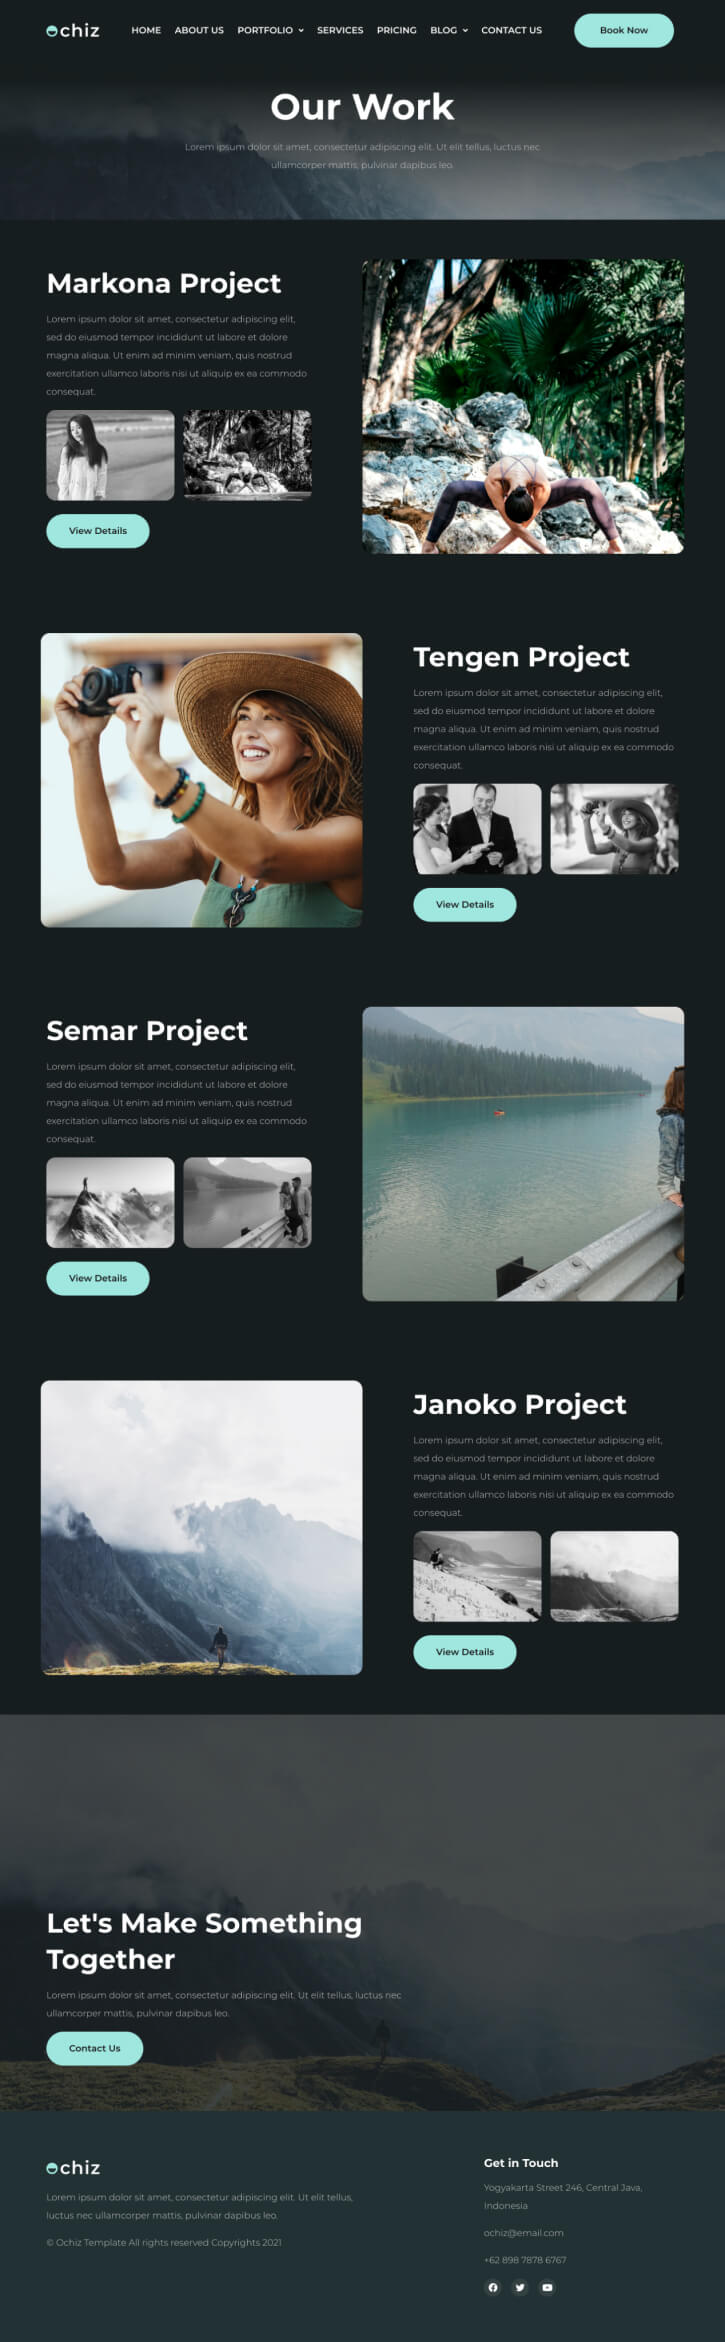 ochiz
HOME ABOUT US PORTFOLIO SERVICES PRICING BLOG CONTACT US
Book Now
Our Work
Lorem ipsum dolor sit amet, consectetur adipiscing elit. Ut elit tellus, luctus nec
ullamcorper mattis, pulvinar dapibus leo.
Markona Project
Lorem ipsum dolor sit amet, consectetur adipiscing elit,
sed do eiusmod tempor incididunt ut labore et dolore
magna aliqua. Ut enim ad minim veniam, quis nostrud
exercitation ullamco laboris nisi ut aliquip ex ea commodo
consequat.
View Details
Tengen Project
Lorem ipsum dolor sit amet, consectetur adipiscing elit,
sed do eiusmod tempor incididunt ut labore et dolore
magna aliqua. Ut enim ad minim veniam, quis nostrud
exercitation ullamco laboris nisi ut aliquip ex ea commodo
consequat.
View Details
Semar Project
Lorem ipsum dolor sit amet, consectetur adipiscing elit,
sed do eiusmod tempor incididunt ut labore et dolore
magna aliqua. Ut enim ad minim veniam, quis nostrud
exercitation ullamco laboris nisi ut aliquip ex ea commodo
consequat.
View Details
Janoko Project
Lorem ipsum dolor sit amet, consectetur adipiscing elit,
sed do eiusmod tempor incididunt ut labore et dolore
magna aliqua. Ut enim ad minim veniam, quis nostrud
exercitation ullamco laboris nisi ut aliquip ex ea commodo
consequat.
View Details
Let's Make Something
Together
Lorem ipsum dolor sit amet, consectetur adipiscing elit. Ut elit tellus, luctus nec
ullamcorper mattis, pulvinar dapibus leo.
Contact Us
ochiz
Lorem ipsum dolor sit amet, consectetur adipiscing elit. Ut elit tellus,
luctus nec ullamcorper mattis, pulvinar dapibus leo.
© Ochiz Template All rights reserved Copyrights 2021
Get in Touch
Yogyakarta Street 246, Central Java,
Indonesia
ochiz@email.com
+62 898 7878 6767